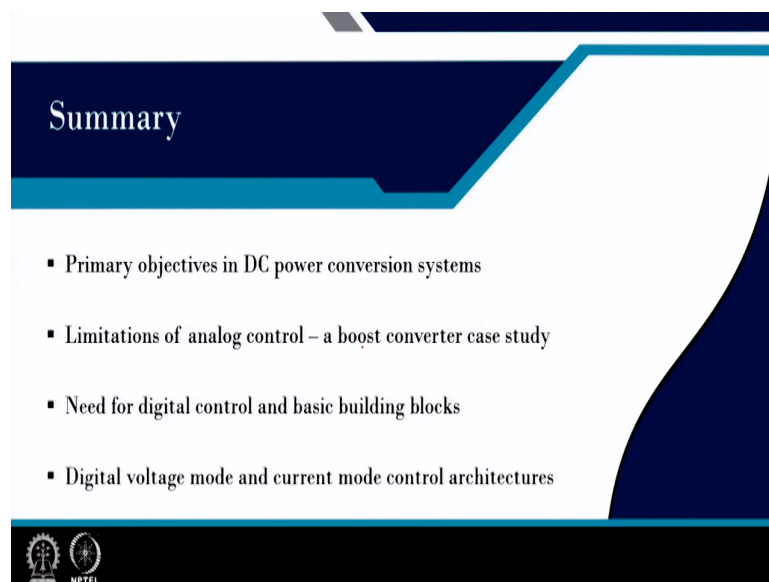 Summary
▪ Primary objectives in DC power conversion systems
▪ Limitations of analog control – a boost converter case study
▪ Need for digital control and basic building blocks
▪ Digital voltage mode and current mode control architectures
NPTEL